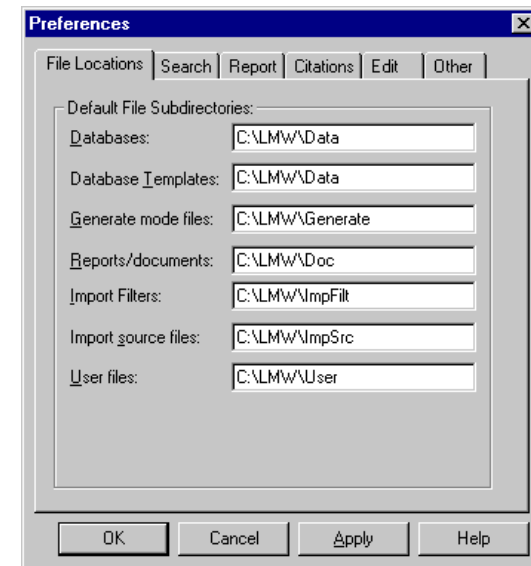 Preferences
File Locations Search Report Citations Edit Other
Default File Subdirectories:
Databases: C:\LMW\Data
Database Templates: C:\LMW\Data
Generate mode files: C:\LMW\Generate
Reports/documents: C:\LMW\Doc
Import Filters: C:\LMW\ImpFilt
Import source files: C:\LMW\ImpSrc
User files: C:\LMW\User
OK Cancel Apply Help